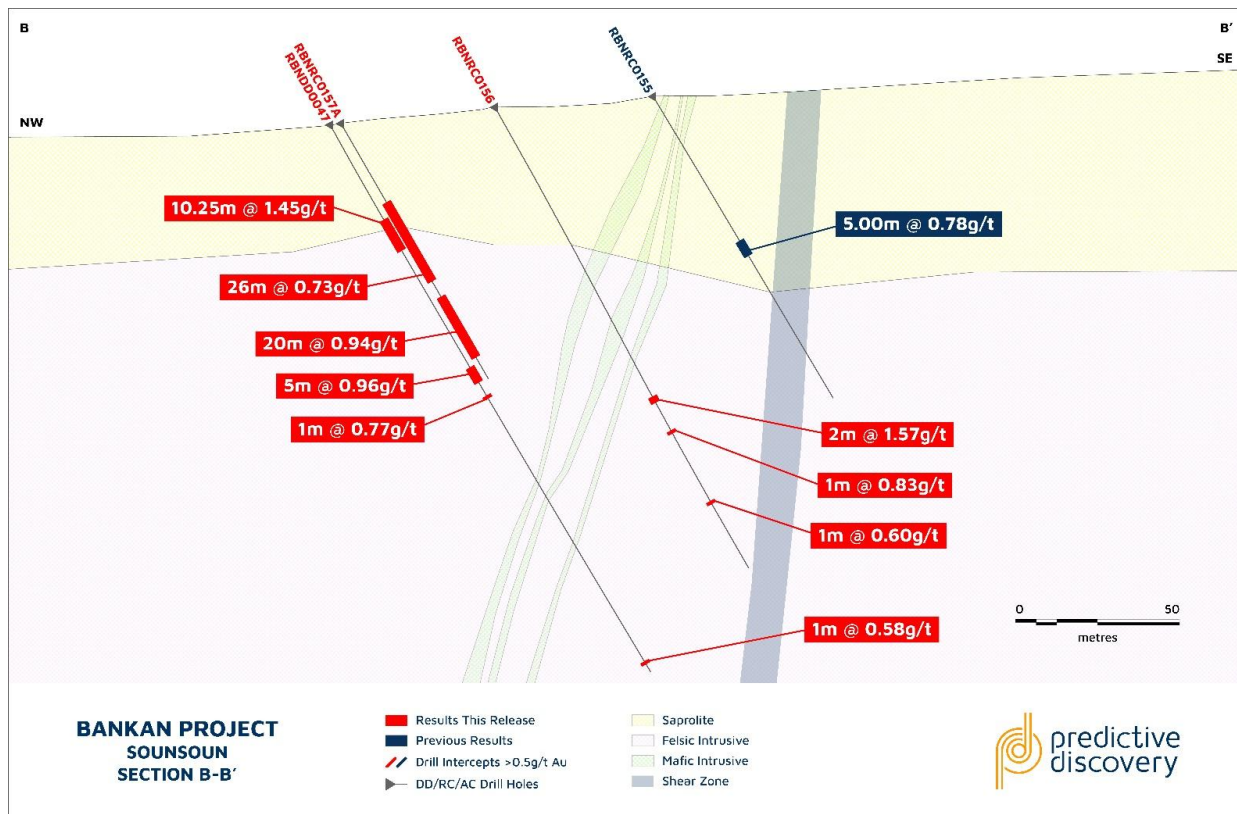 B
B'
SE
NW
RBNDD0047
RBNRC0157A
RBNRC0156
RBNRC0155
10.25m @ 1.45g/t
5.00m @ 0.78g/t
26m @ 0.73g/t
20m @ 0.94g/t
5m @ 0.96g/t
1m @ 0.77g/t
2m @ 1.57g/t
1m @ 0.83g/t
1m @ 0.60g/t
1m @ 0.58g/t
0 50
metres
BANKAN PROJECT
SOUNSOUN
SECTION B-B'
Results This Release
Previous Results
Drill Intercepts >0.5g/t Au
DD/RC/AC Drill Holes
Saprolite
Felsic Intrusive
Mafic Intrusive
Shear Zone
predictive
discovery